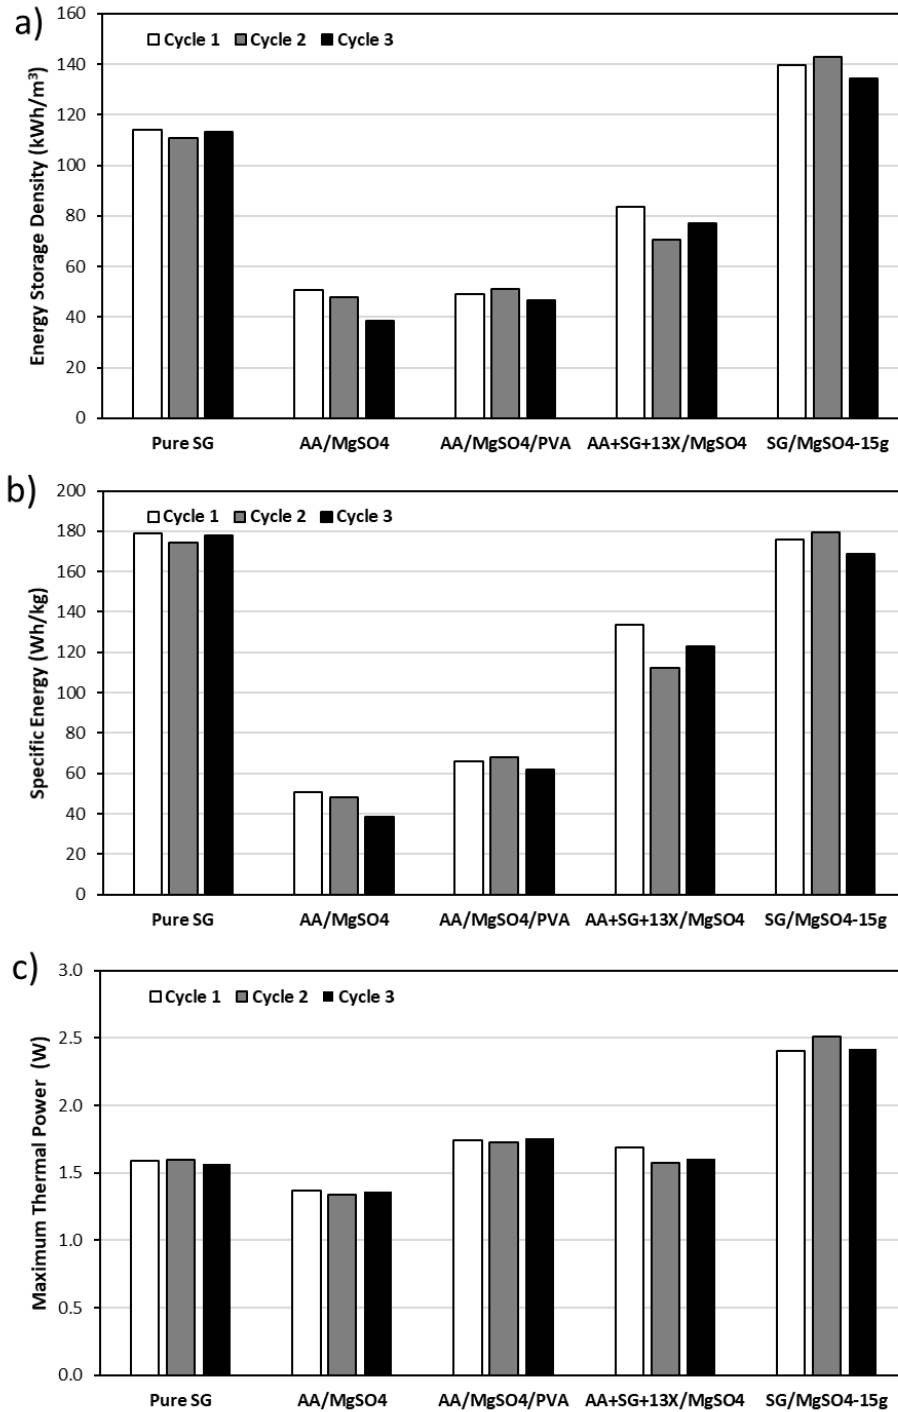 a)
Energy Storage Density (kWh/m³)
160
140
120
100
80
60
40
20
0
Cycle 1 Cycle 2 Cycle 3
Pure SG AA/MgSO4 AA/MgSO4/PVA AA+SG+13X/MgSO4 SG/MgSO4-15g
b)
Specific Energy (Wh/kg)
200
180
160
140
120
100
80
60
40
20
0
Cycle 1 Cycle 2 Cycle 3
Pure SG AA/MgSO4 AA/MgSO4/PVA AA+SG+13X/MgSO4 SG/MgSO4-15g
c)
Maximum Thermal Power (W)
3.0
2.5
2.0
1.5
1.0
0.5
0.0
Cycle 1 Cycle 2 Cycle 3
Pure SG AA/MgSO4 AA/MgSO4/PVA AA+SG+13X/MgSO4 SG/MgSO4-15g